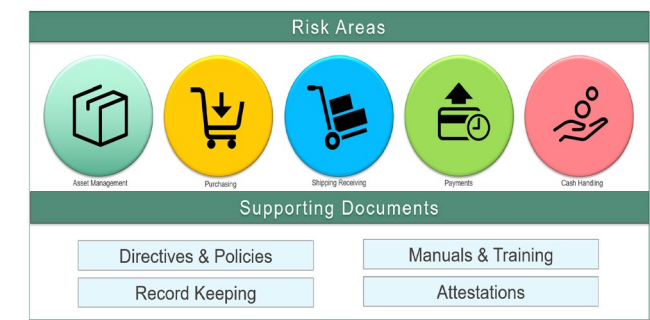 Risk Areas
Asset Management
Purchasing
Shipping Receiving
Payments
Cash Handling
Supporting Documents
Directives & Policies
Manuals & Training
Record Keeping
Attestations